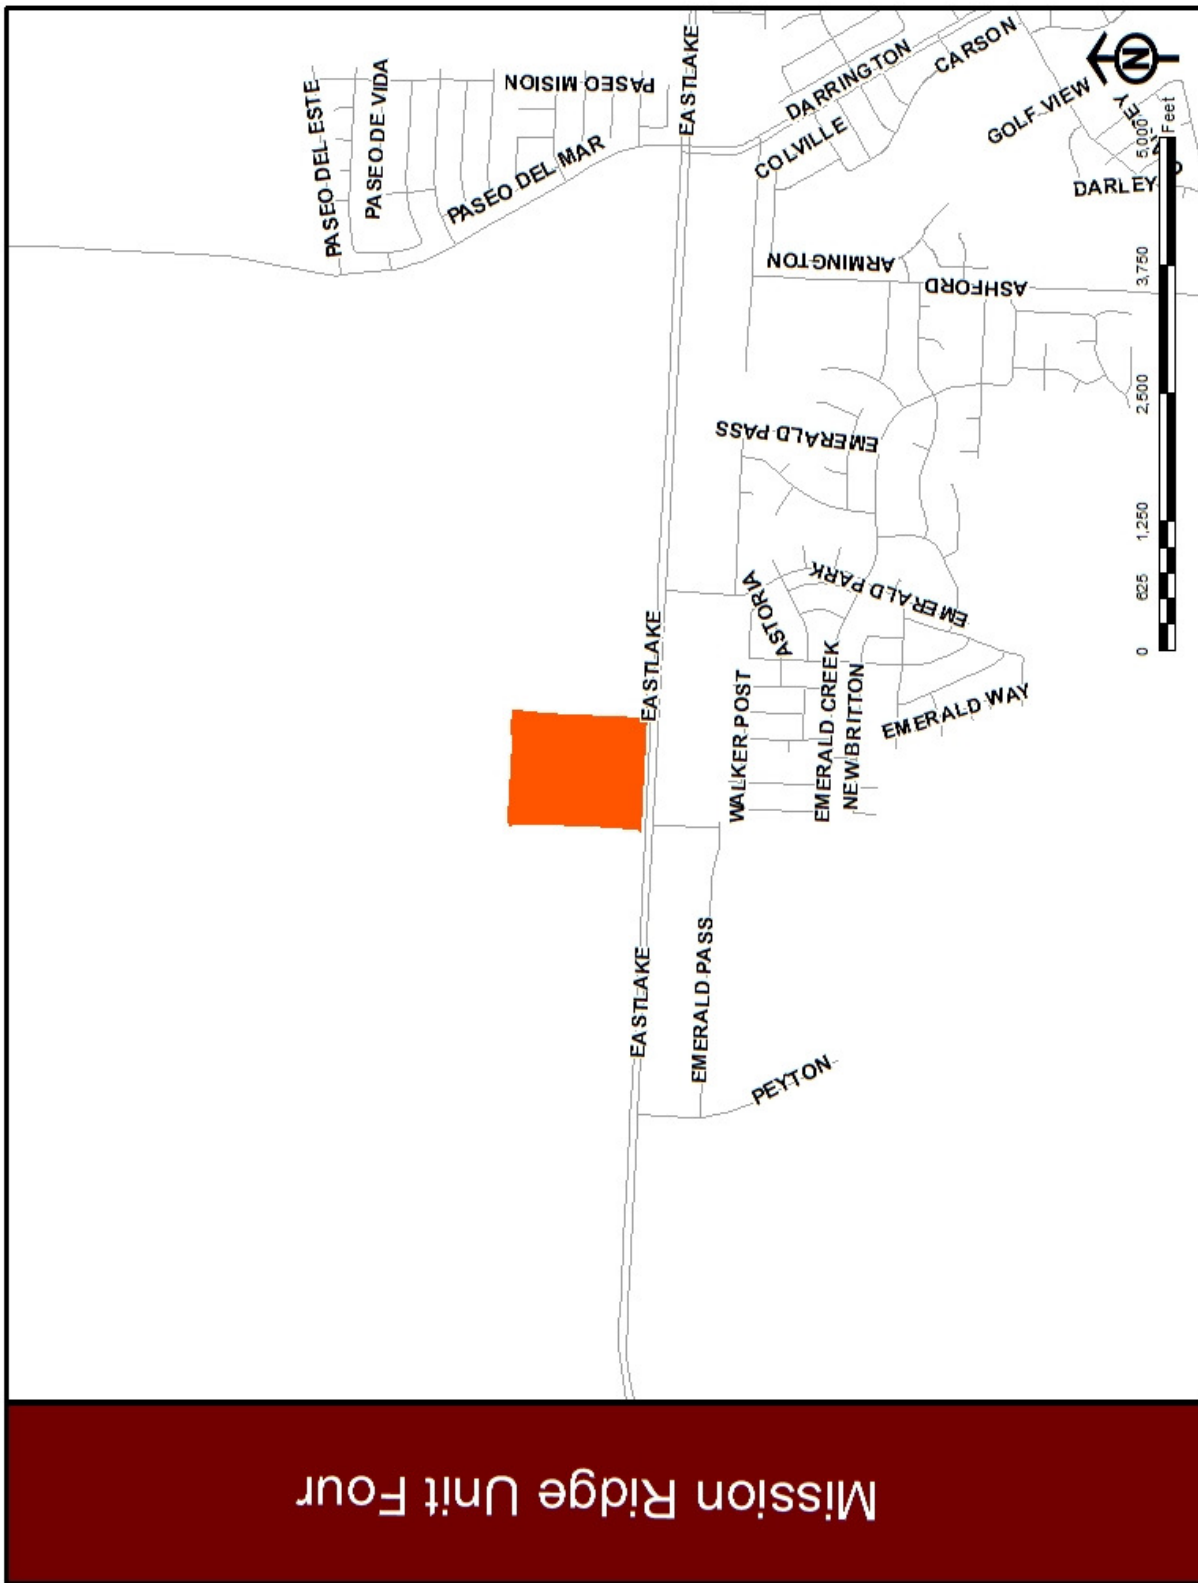 Mission Ridge Unit Four
PASEO DEL ESTE
PASEO DE VIDA
PASEO MISION
PASEO DEL MAR
EASTLAKE
DARRINGTON
CARSON
COLVILLE
GOLF VIEW
DARLEY
ARMINGTON
ASHFORD
EMERALD PASS
EASTLAKE
ASTORIA
EMERALD PARK
WALKER POST
EMERALD CREEK
NEW BRITTON
EMERALD WAY
EASTLAKE
EMERALD PASS
PEYTON
N
0 625 1,250 2,500 3,750 5,000
Feet